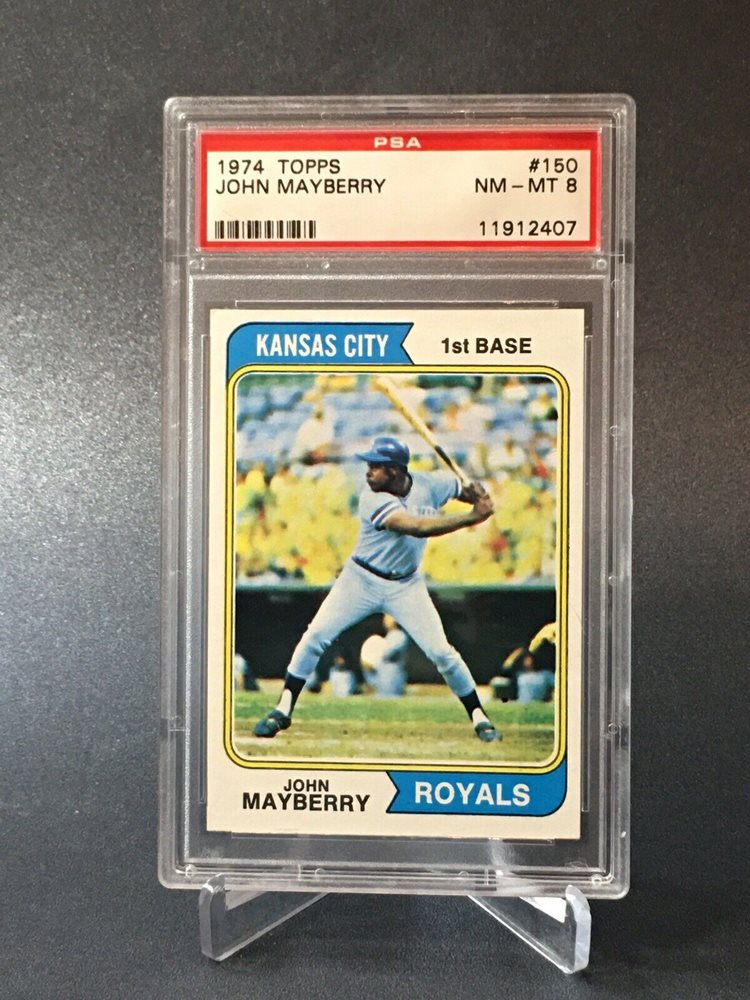 PSA
1974 TOPPS #150
JOHN MAYBERRY NM-MT 8
11912407
KANSAS CITY 1st BASE
JOHN
MAYBERRY
ROYALS